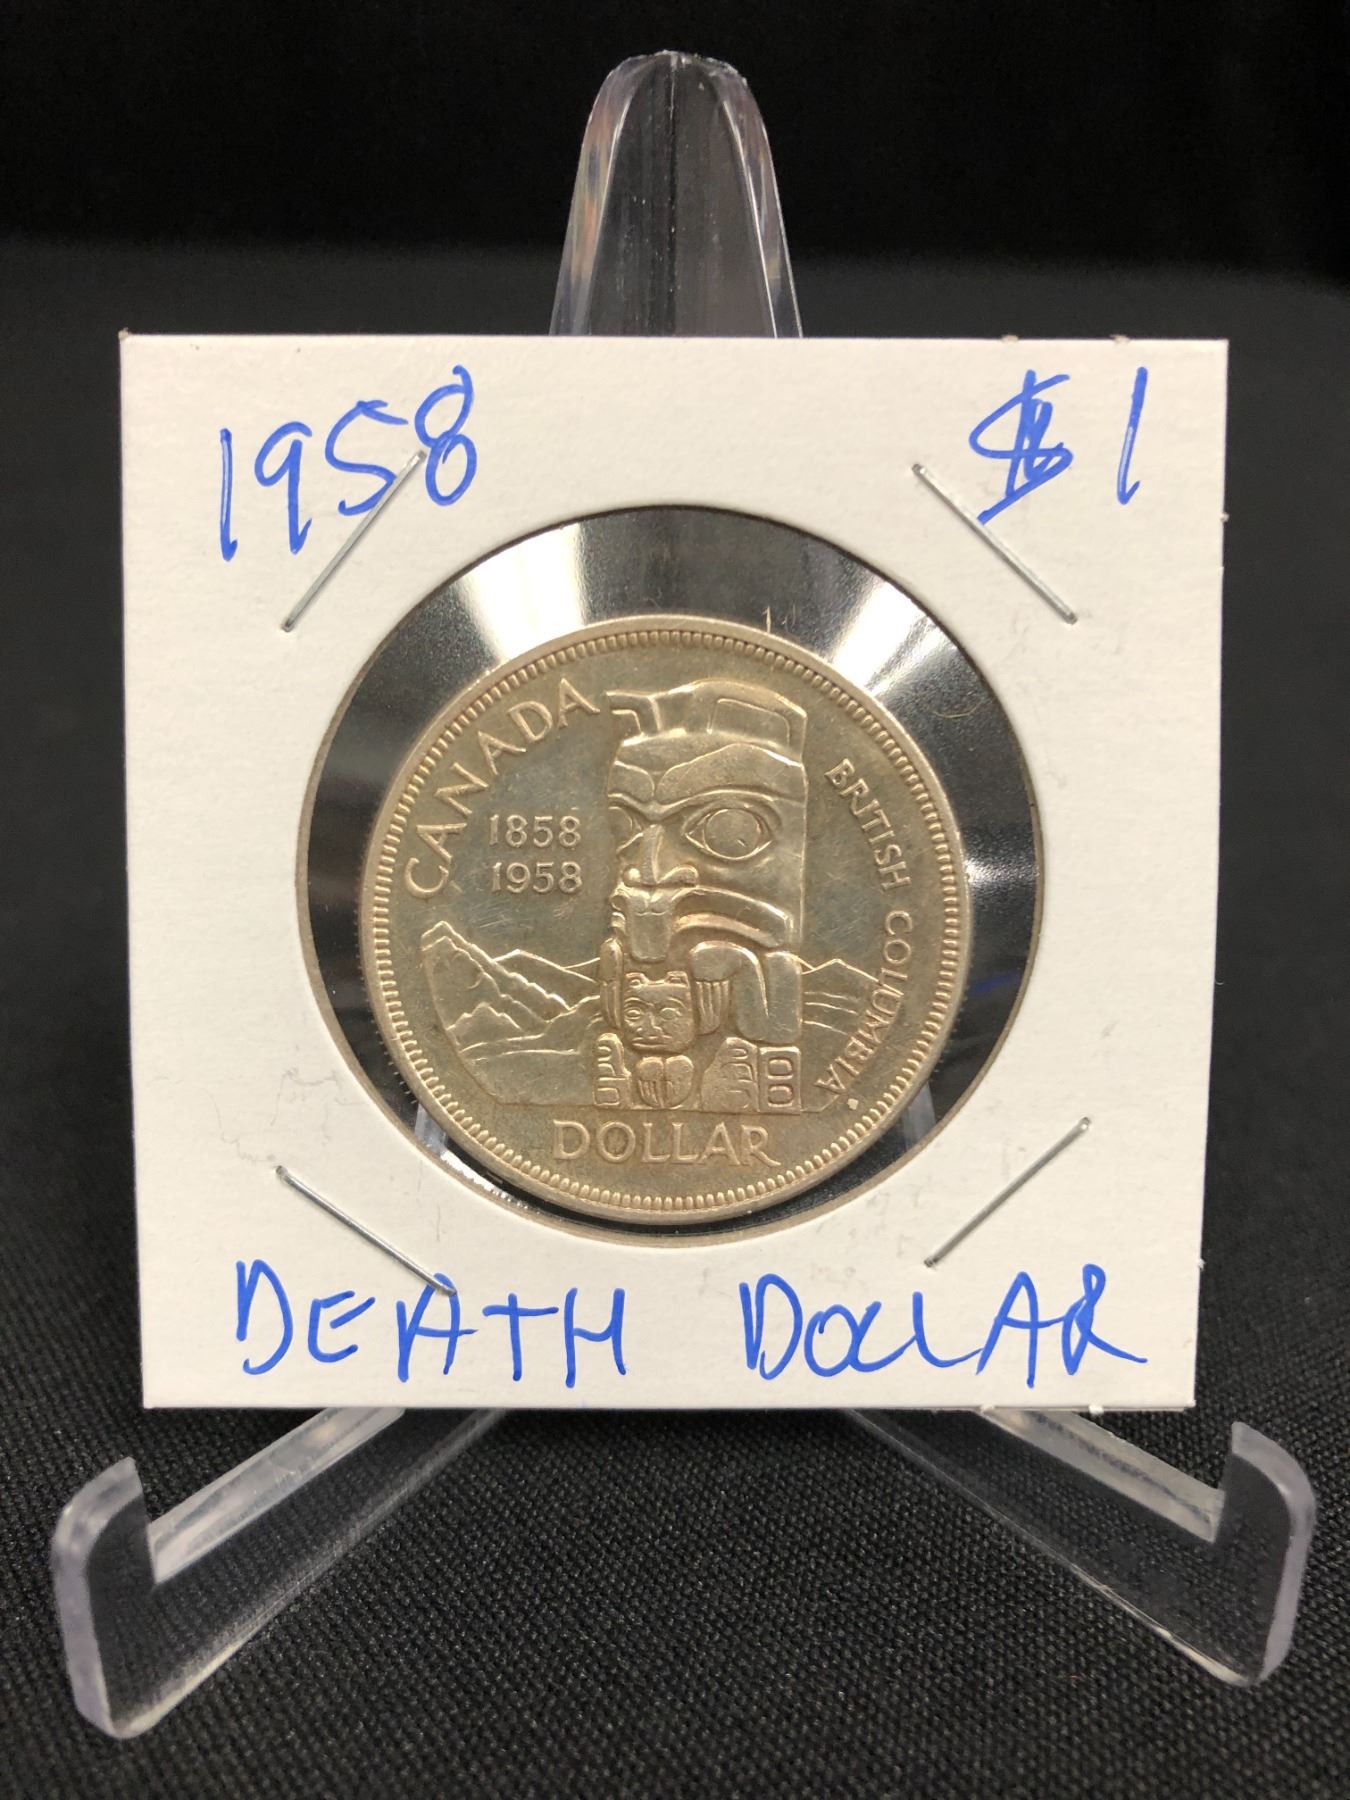 1958 $1
CANADA
1858
1958
BRITISH COLUMBIA
DOLLAR
DEATH DOLLAR